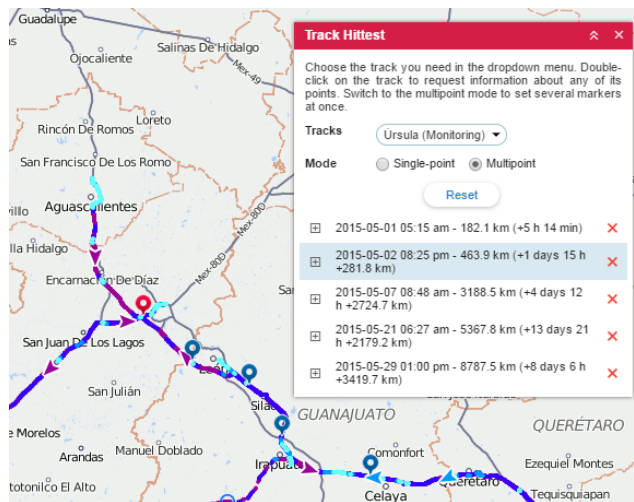 Guadalupe
Salinas De Hidalgo
Ojocaliente
Mex-49
Loreto
Rincón De Romos
San Francisco De Los Romo
Aguascalientes
villo
lla Hidalgo
Mex-80D
Encarnación De Díaz
Mex-80D
San Juan De Los Lagos
León
San Julián
Silao
GUANAJUATO
QUERÉTARO
e Morelos
Manuel Doblado
Arandas
Irapuato
Comonfort
Ezequiel Montes
Querétaro
totonilco El Alto
Celaya
Tequisquiapan
Track Hittest
Choose the track you need in the dropdown menu. Double-
click on the track to request information about any of its
points. Switch to the multipoint mode to set several markers
at once.
Tracks
Úrsula (Monitoring)
Mode
Single-point
Multipoint
Reset
2015-05-01 05:15 am - 182.1 km (+5 h 14 min)
2015-05-02 08:25 pm - 463.9 km (+1 days 15 h
+281.8 km)
2015-05-07 08:48 am - 3188.5 km (+4 days 12
h +2724.7 km)
2015-05-21 06:27 am - 5367.8 km (+13 days 21
h +2179.2 km)
2015-05-29 01:00 pm - 8787.5 km (+8 days 6 h
+3419.7 km)